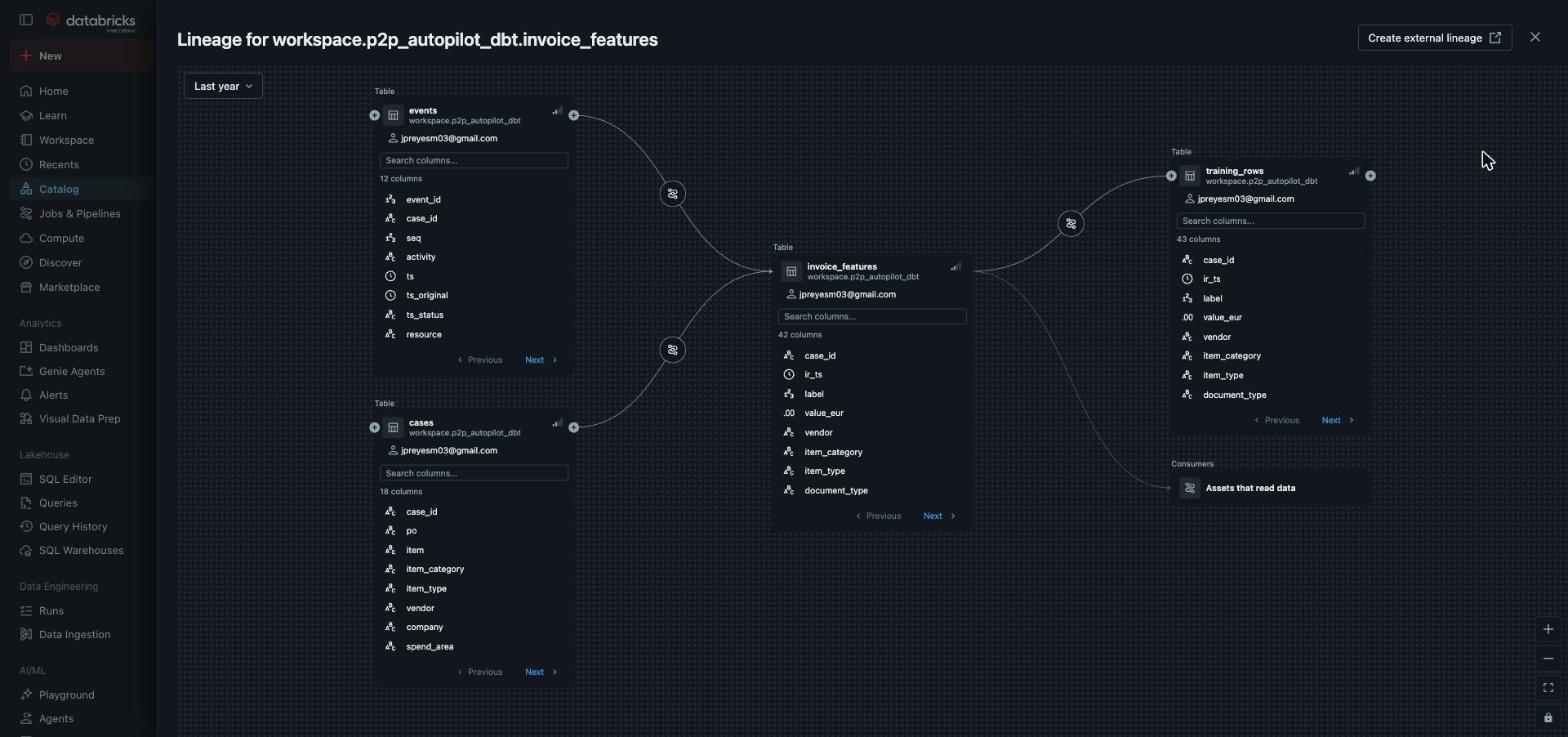 databricks
Free Edition
New
Home
Learn
Workspace
Recents
Catalog
Jobs & Pipelines
Compute
Discover
Marketplace
Analytics
Dashboards
Genie Agents
Alerts
Visual Data Prep
Lakehouse
SQL Editor
Queries
Query History
SQL Warehouses
Data Engineering
Runs
Data Ingestion
AI/ML
Playground
Agents
Lineage for workspace.p2p_autopilot_dbt.invoice_features
Create external lineage
Last year
Table
events
workspace.p2p_autopilot_dbt
jpreyesm03@gmail.com
Search columns...
12 columns
event_id
case_id
seq
activity
ts
ts_original
ts_status
resource
Previous Next
Table
cases
workspace.p2p_autopilot_dbt
jpreyesm03@gmail.com
Search columns...
18 columns
case_id
po
item
item_category
item_type
vendor
company
spend_area
Previous Next
Table
invoice_features
workspace.p2p_autopilot_dbt
jpreyesm03@gmail.com
Search columns...
42 columns
case_id
ir_ts
label
.00 value_eur
vendor
item_category
item_type
document_type
Previous Next
Table
training_rows
workspace.p2p_autopilot_dbt
jpreyesm03@gmail.com
Search columns...
43 columns
case_id
ir_ts
label
.00 value_eur
vendor
item_category
item_type
document_type
Previous Next
Consumers
Assets that read data